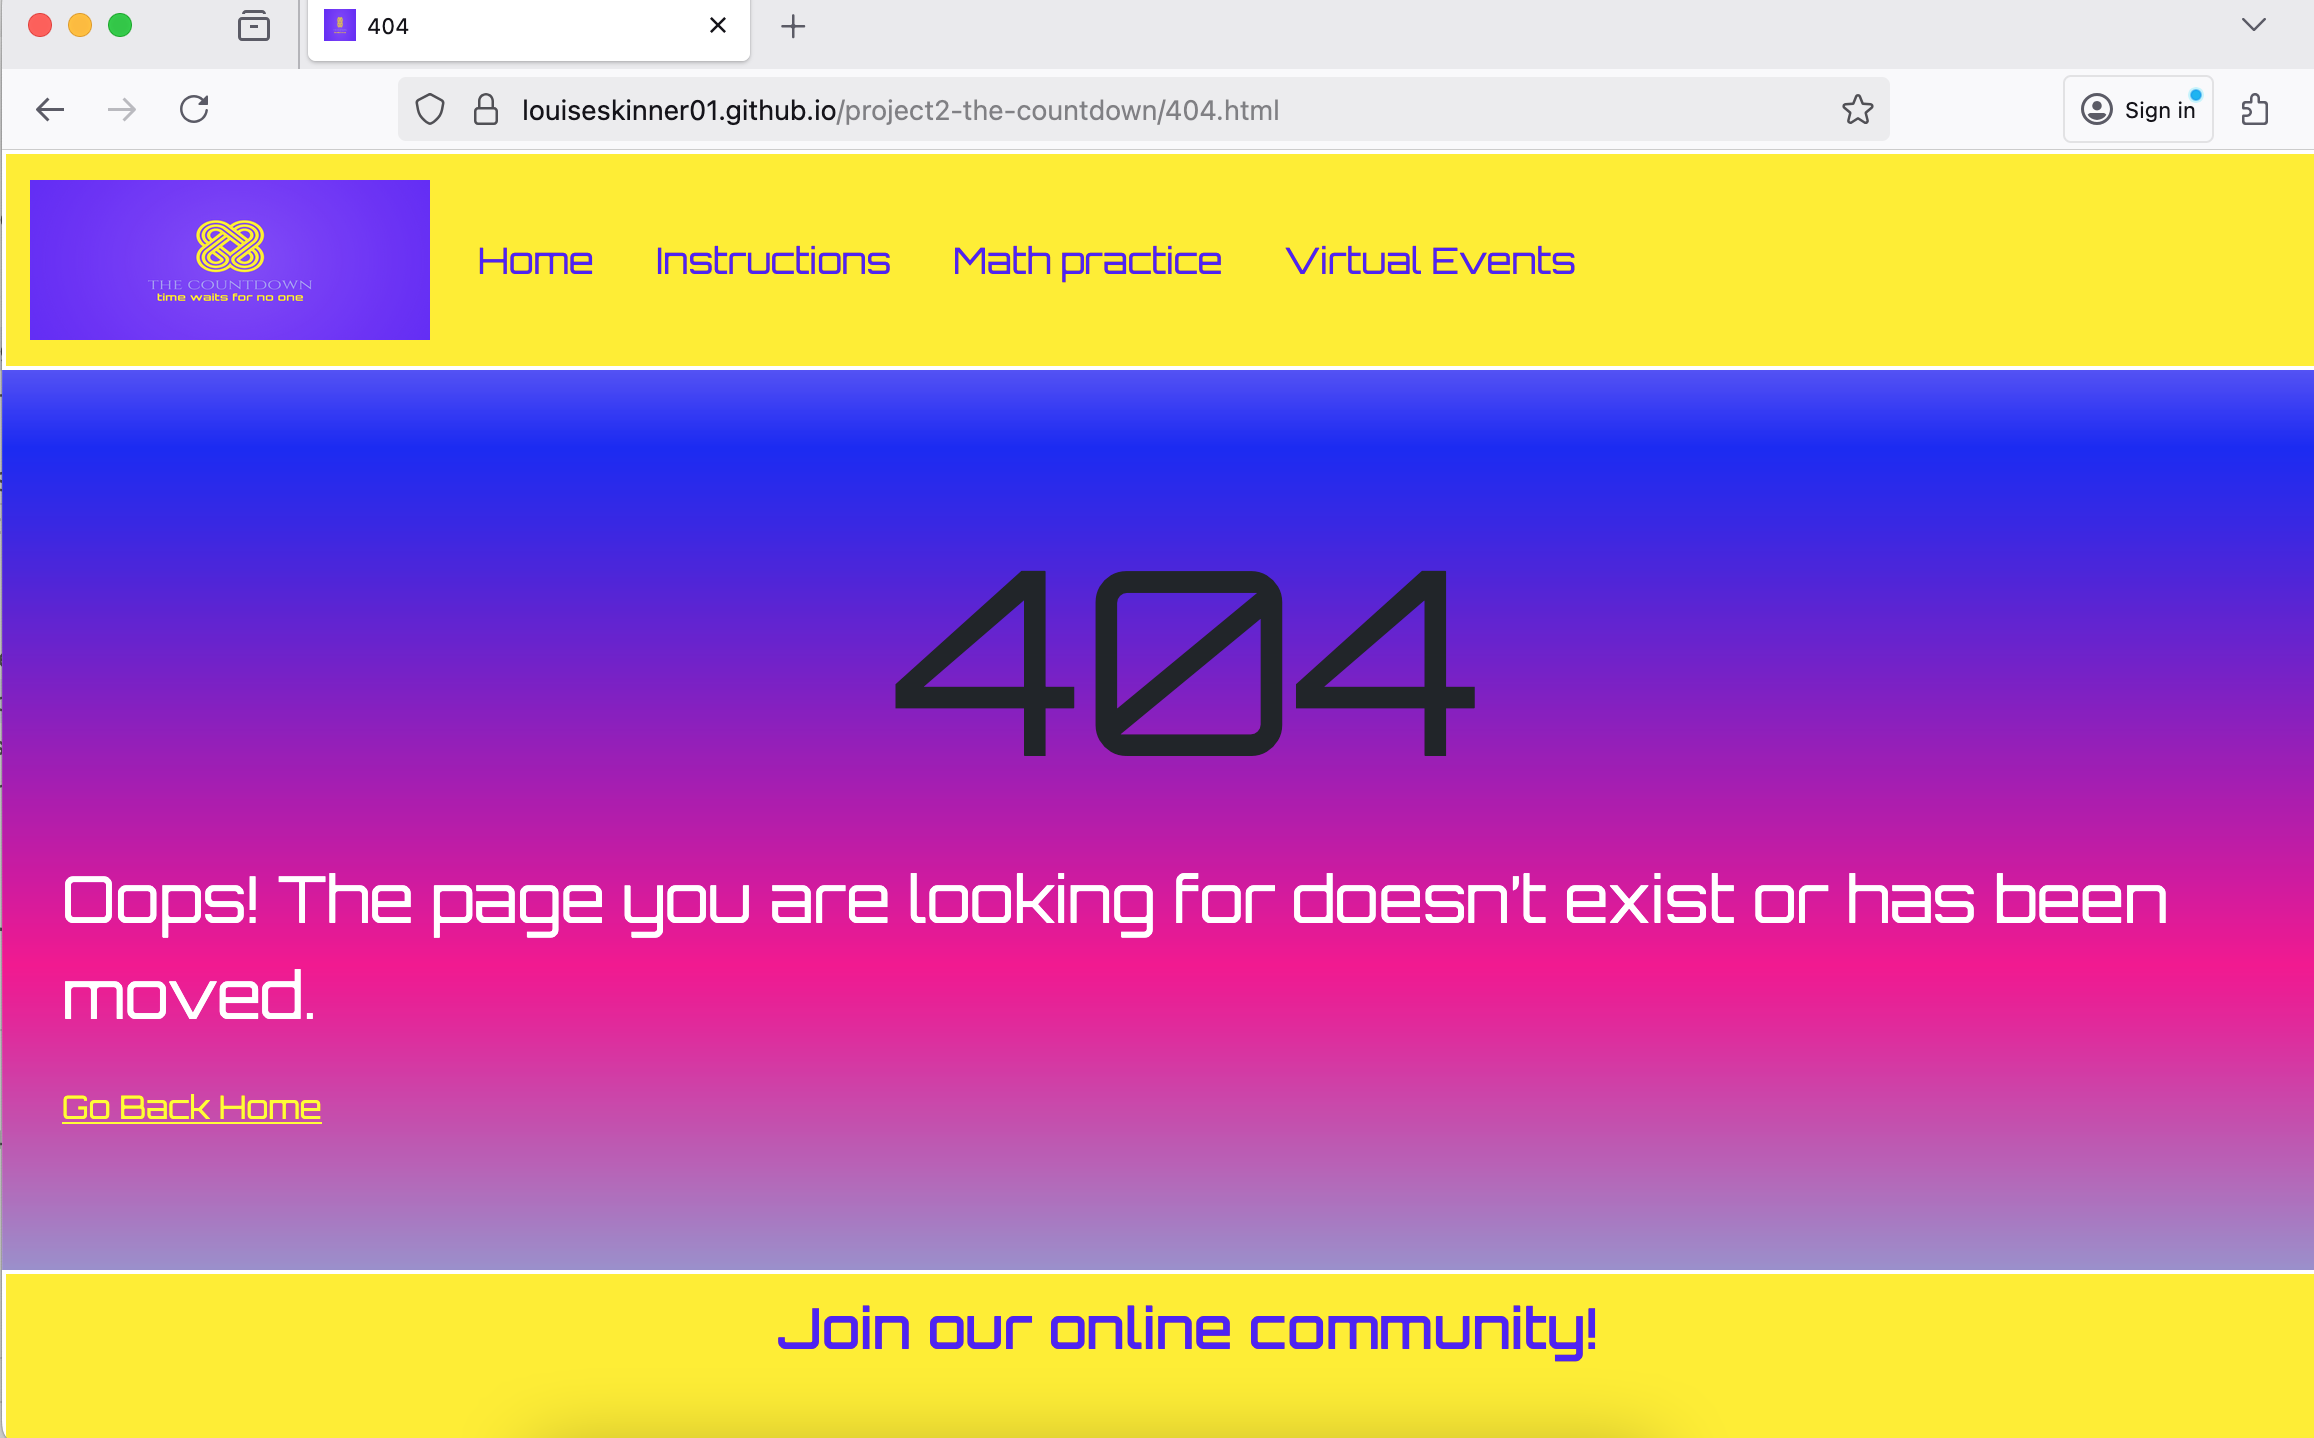 404
louiseskinner01.github.io/project2-the-countdown/404.html
Sign in
THE COUNTDOWN
time waits for no one
Home Instructions Math practice Virtual Events
404
Oops! The page you are looking for doesn't exist or has been
moved.
Go Back Home
Join our online community!